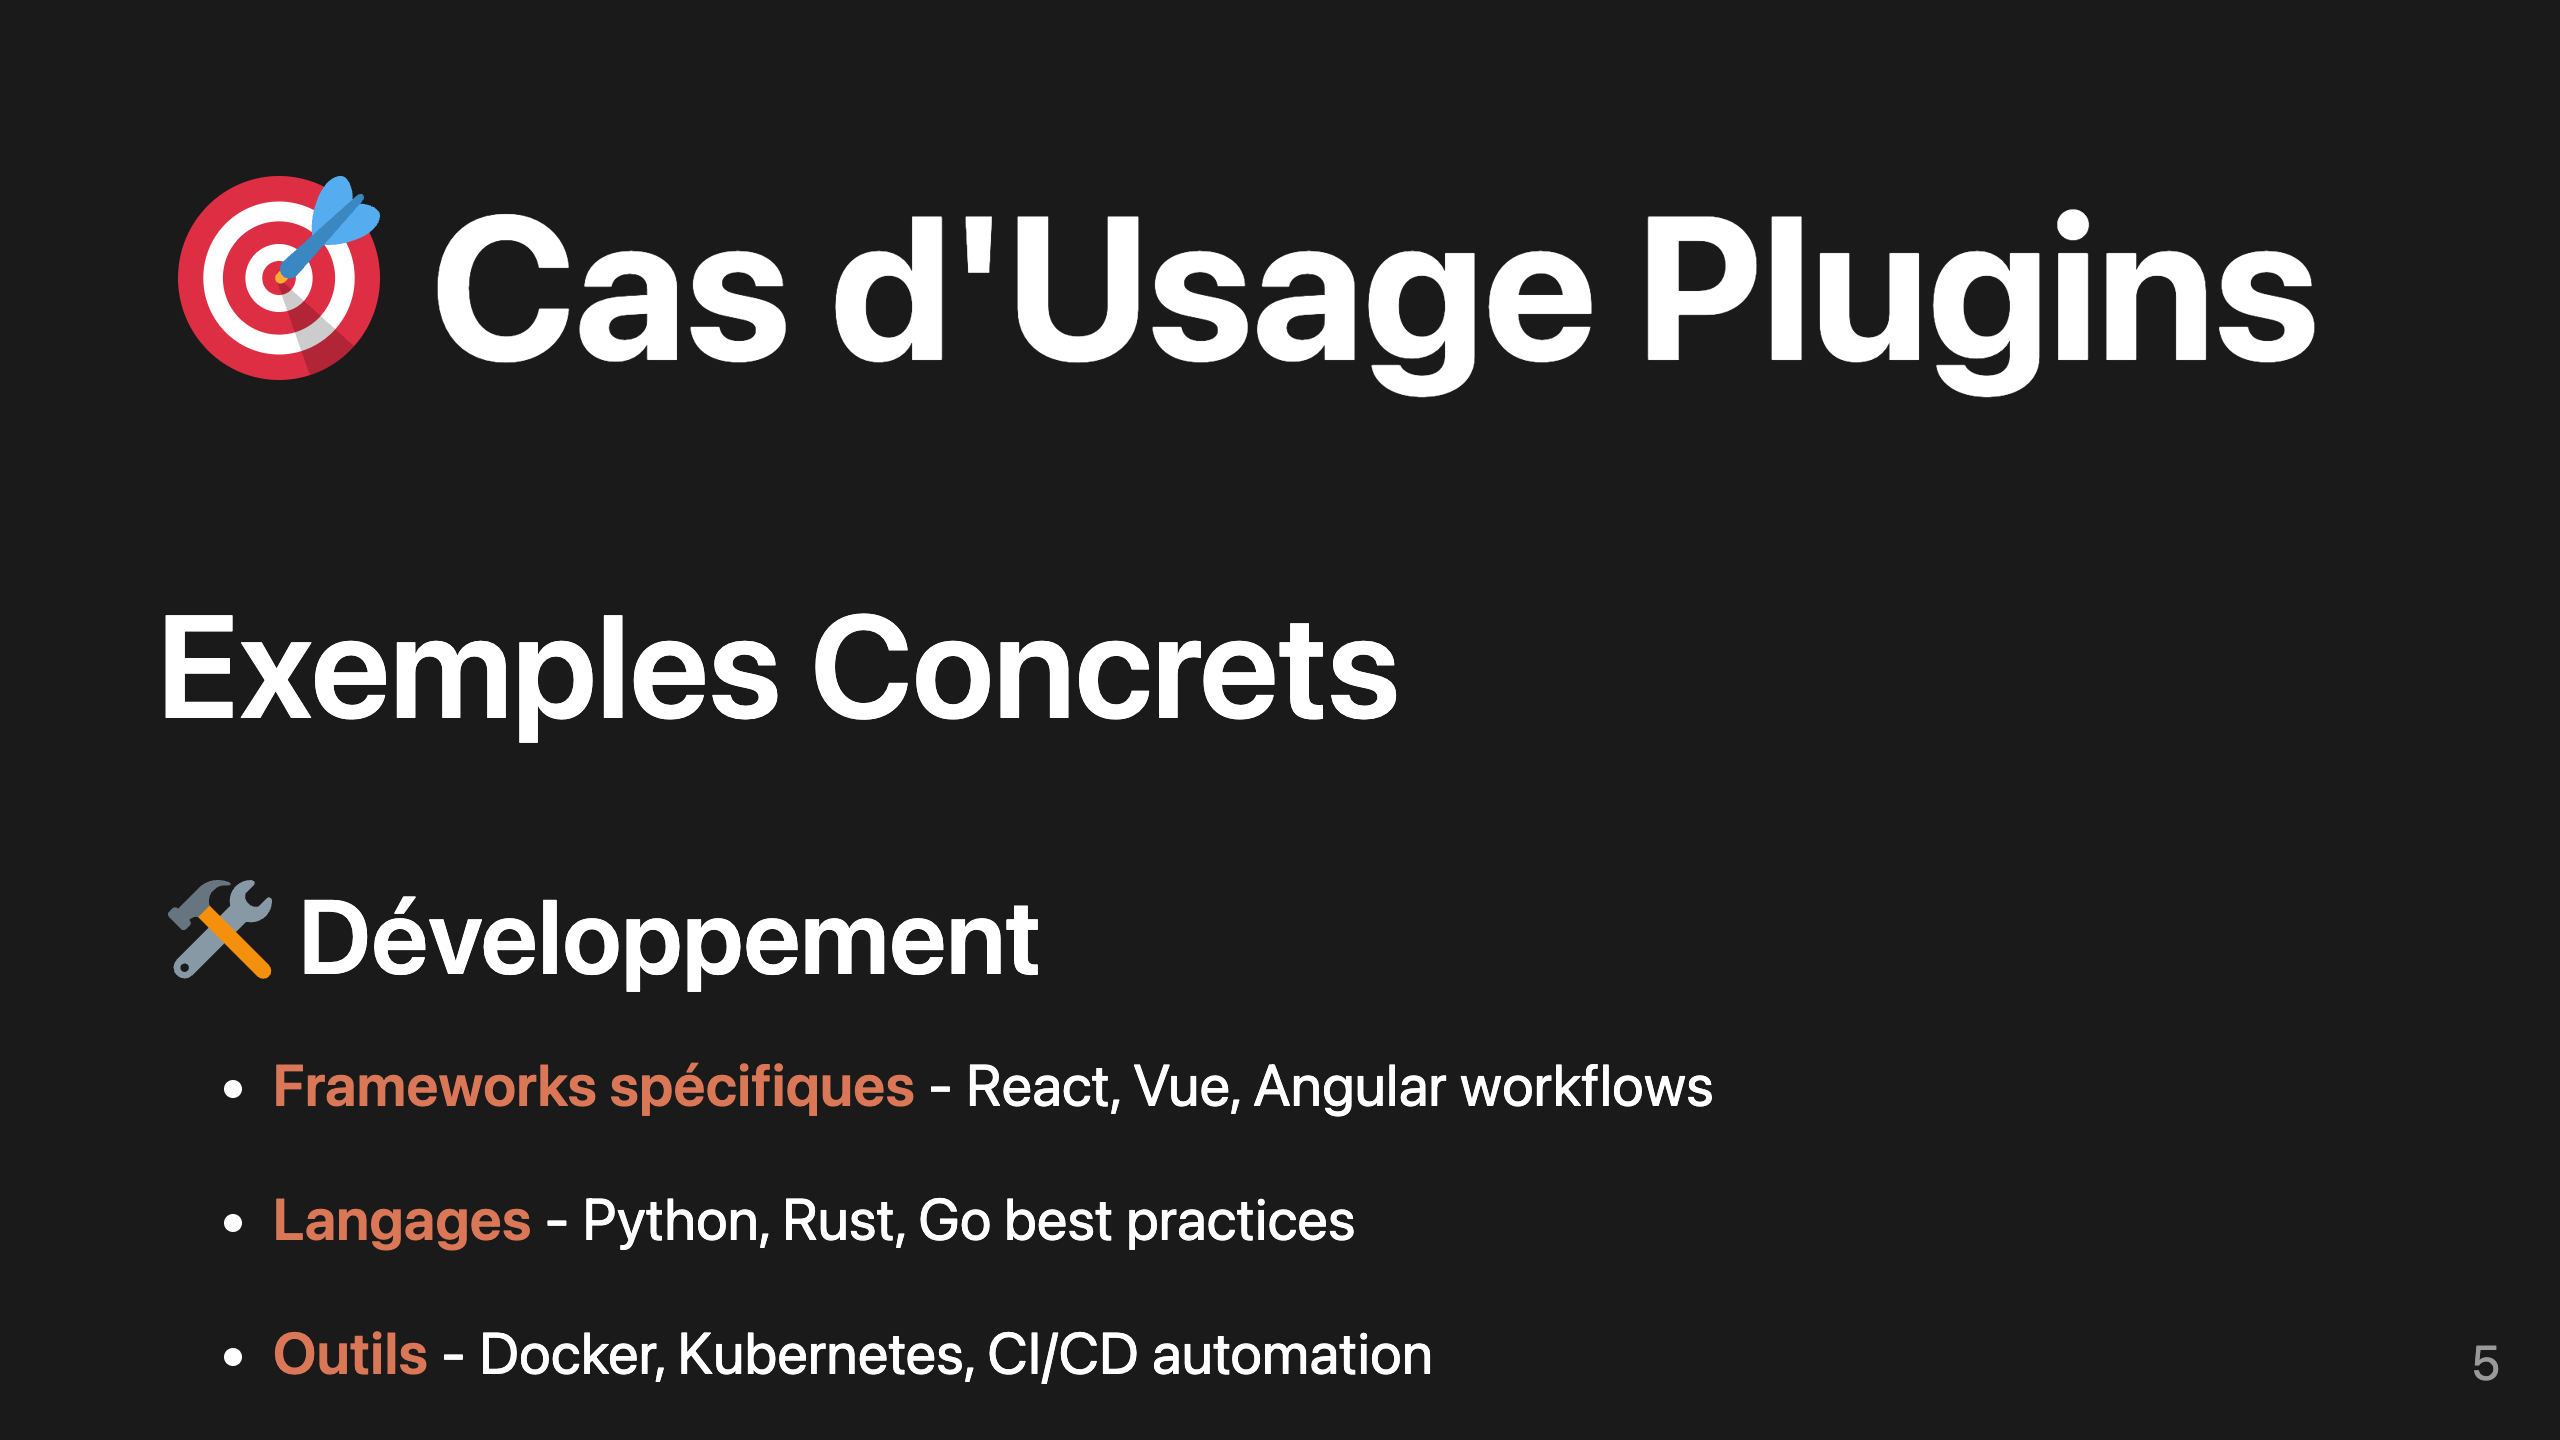 Cas d'Usage Plugins
Exemples Concrets
Développement
• Frameworks spécifiques - React, Vue, Angular workflows
• Langages - Python, Rust, Go best practices
• Outils - Docker, Kubernetes, CI/CD automation
5